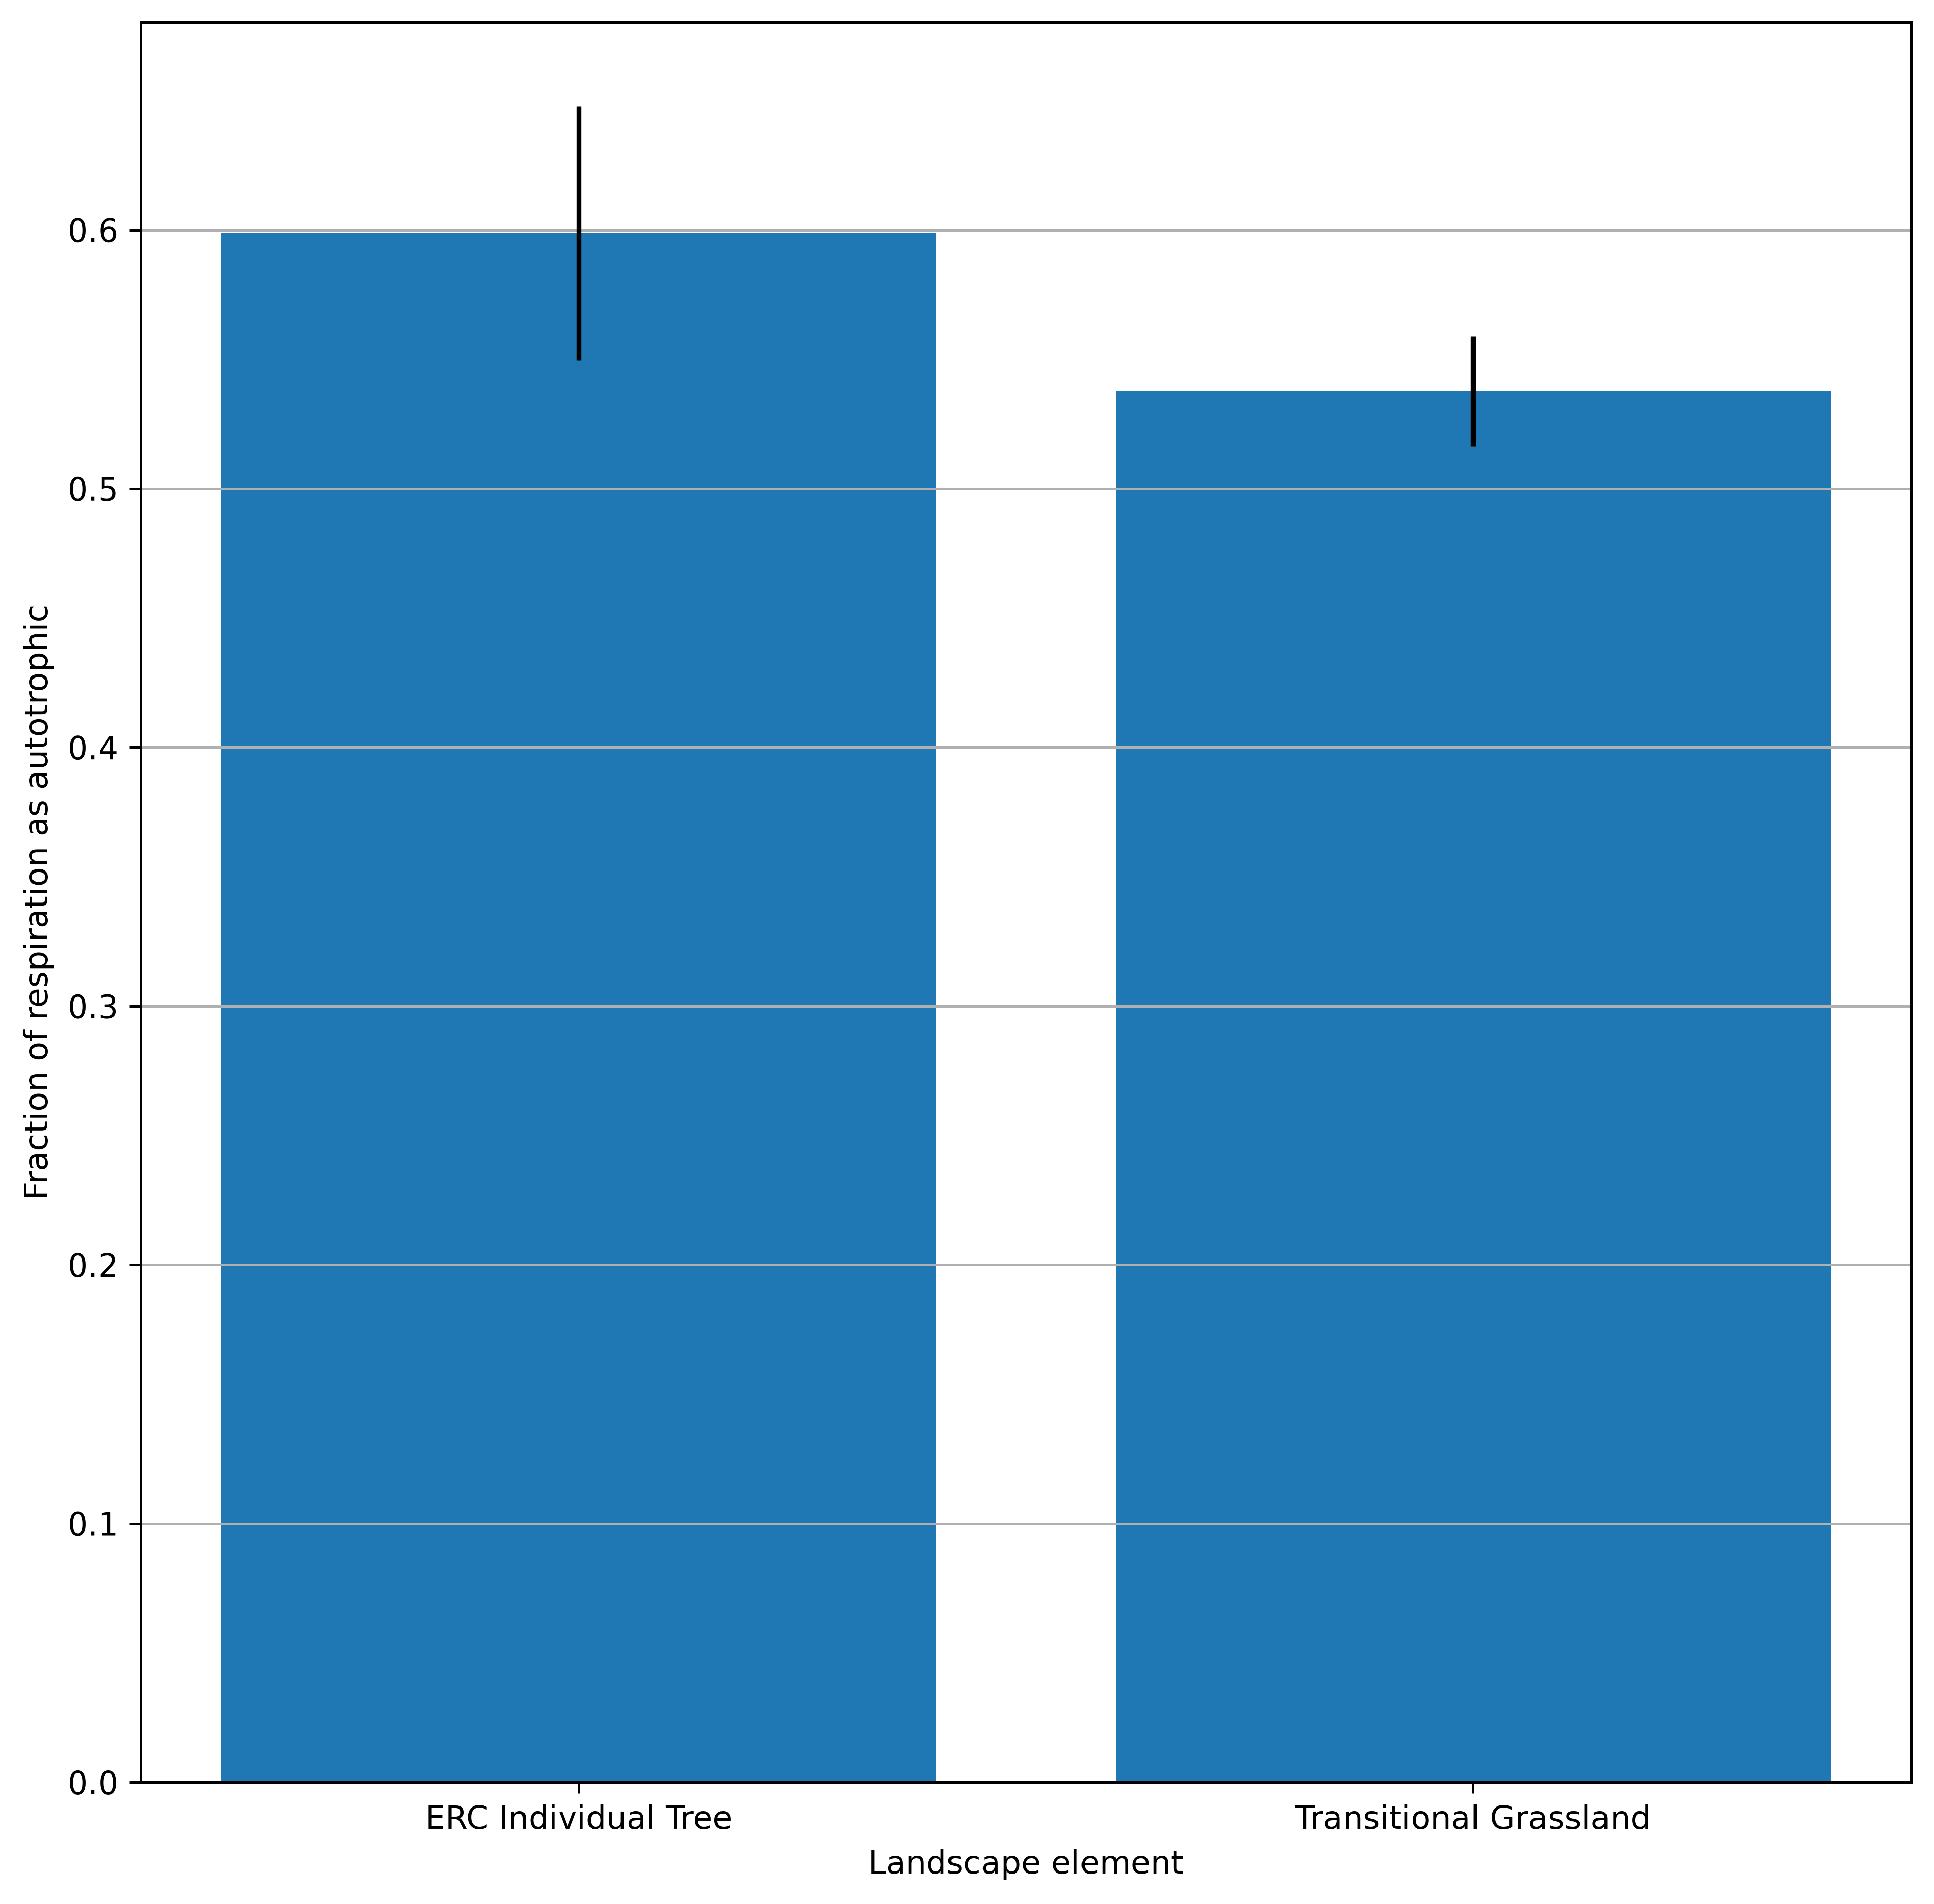 Fraction of respiration as autotrophic
0.6
0.5
0.4
0.3
0.2
0.1
0.0
ERC Individual Tree
Transitional Grassland
Landscape element